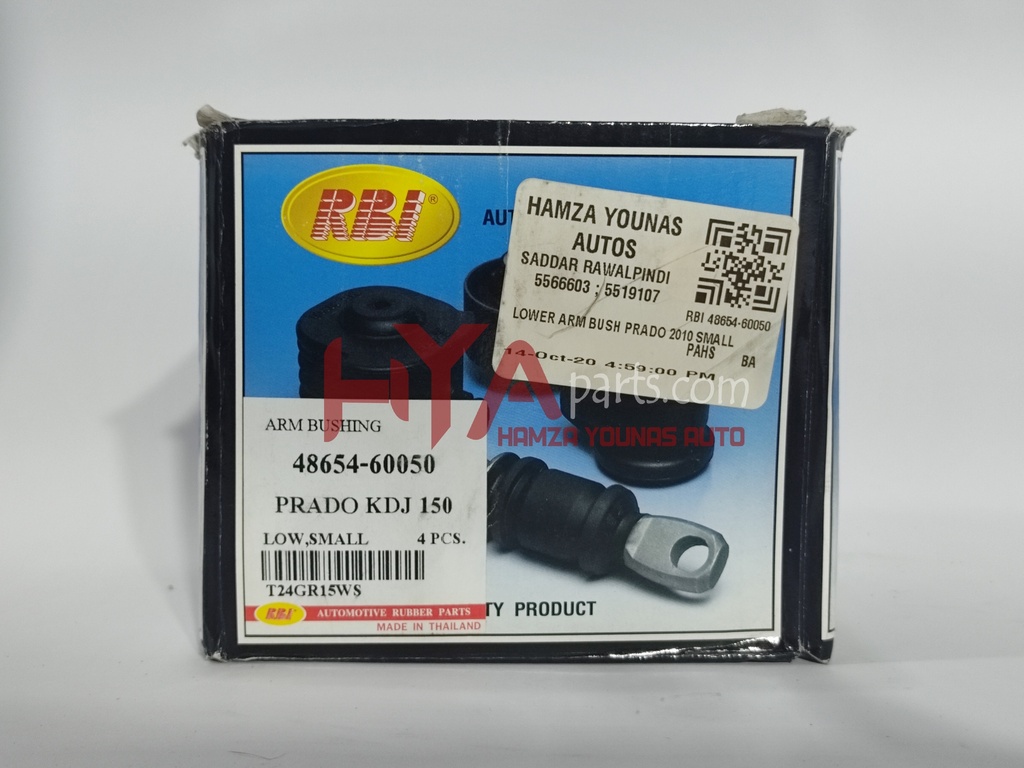 RBI®
AUT
HAMZA YOUNAS
AUTOS
SADDAR RAWALPINDI
5566603 ; 5519107
RBI 48654-60050
LOWER ARM BUSH PRADO 2010 SMALL
PAHS BA
14-Oct-20 4:59:00 PM
HYA parts.com
HAMZA YOUNAS AUTO
ARM BUSHING
48654-60050
PRADO KDJ 150
LOW,SMALL 4 PCS.
T24GR15WS
RBI AUTOMOTIVE RUBBER PARTS
MADE IN THAILAND
TY PRODUCT